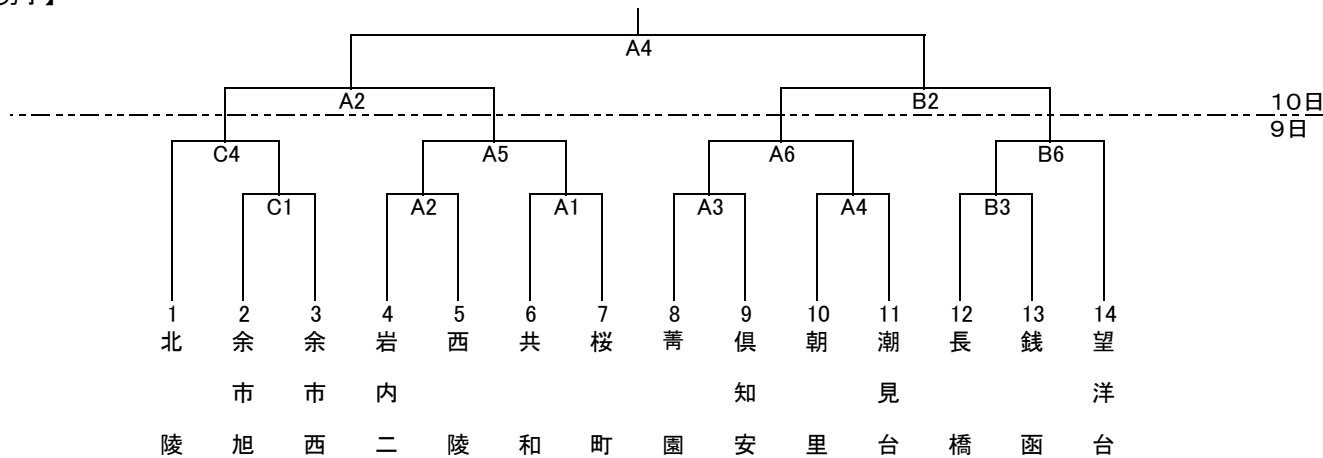 男子】
A4
A2 B2 10日
9日
C4 A5 A6 B6
C1 A2 A1 A3 A4 B3
1 2 3 4 5 6 7 8 9 10 11 12 13 14
北陵
余市旭
余市西
岩内二
西陵
共和
桜町
菁園
倶知安
朝里
潮見台
長橋
銭函
望洋台